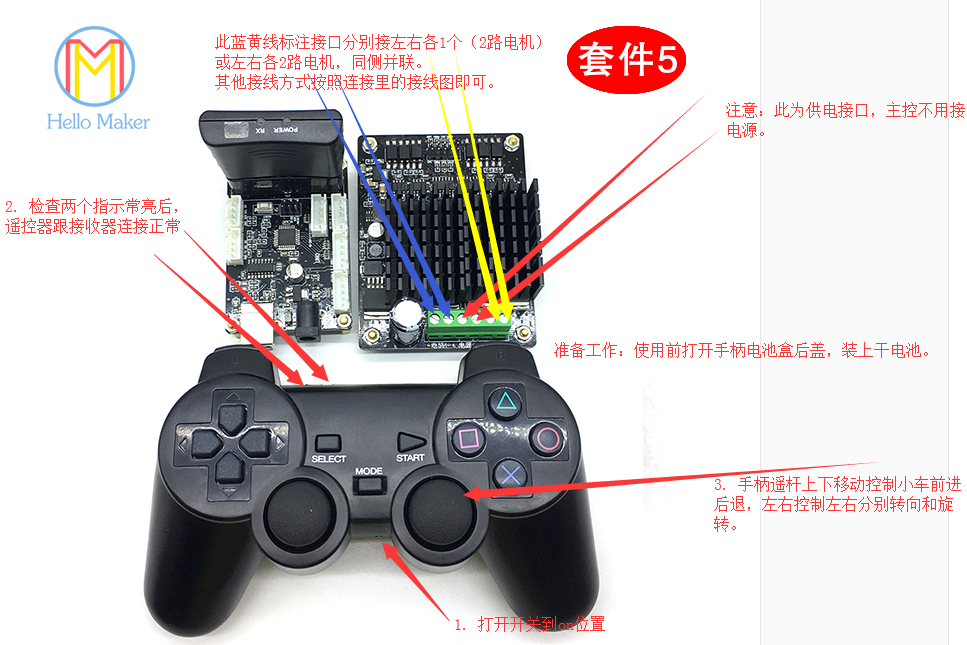 Hello Maker
此蓝黄线标注接口分别接左右各1个（2路电机）
或左右各2路电机，同侧并联。
其他接线方式按照连接里的接线图即可。
套件5
注意：此为供电接口，主控不用接
电源。
RX POWER
2. 检查两个指示常亮后，
遥控器跟接收器连接正常
准备工作：使用前打开手柄电池盒后盖，装上干电池。
SELECT
START
MODE
3. 手柄遥杆上下移动控制小车前进
后退，左右控制左右分别转向和旋
转。
1. 打开开关到on位置